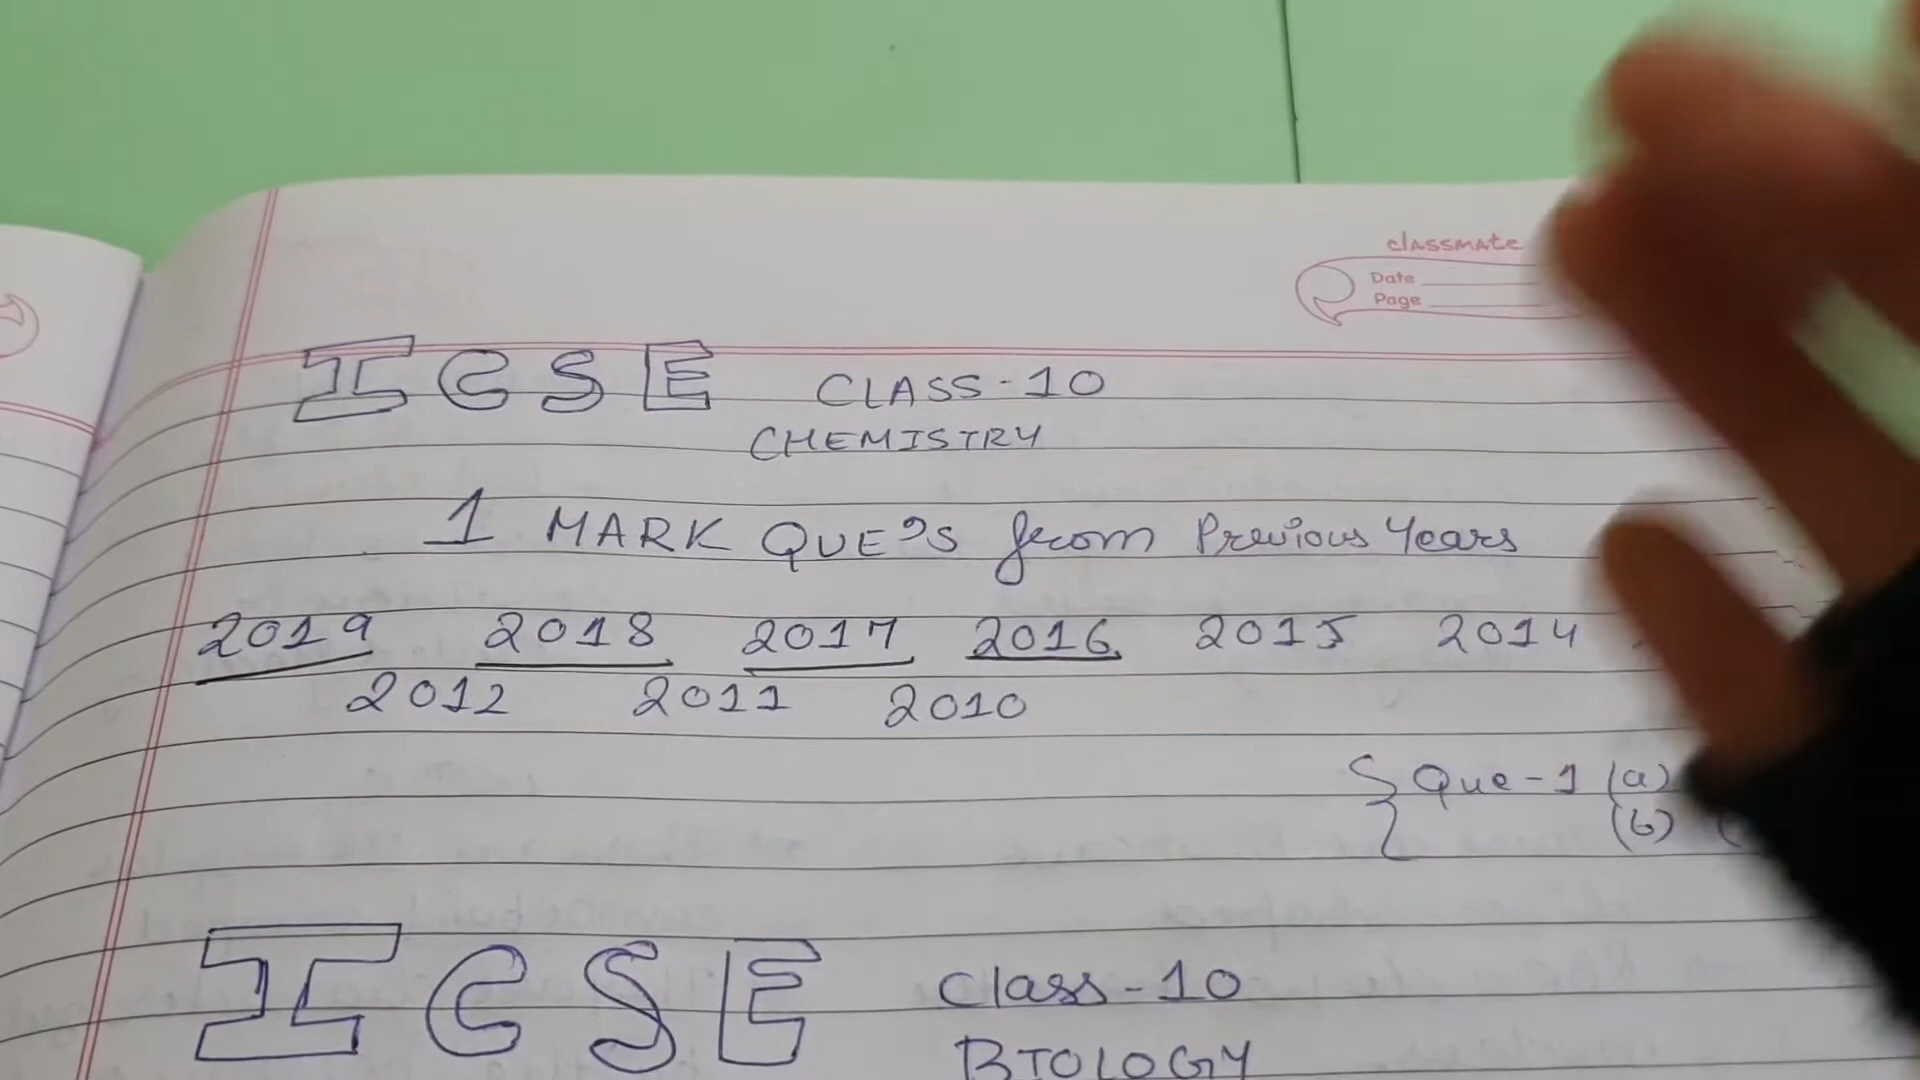 classmate
Date
Page
ICSE CLASS-10
CHEMISTRY
1 MARK QUE's from Previous Years
2019 2018 2017 2016 2015 2014
2012 2011 2010
{ Que-1 (a)
(b) (
ICSE Class-10
BIOLOGY